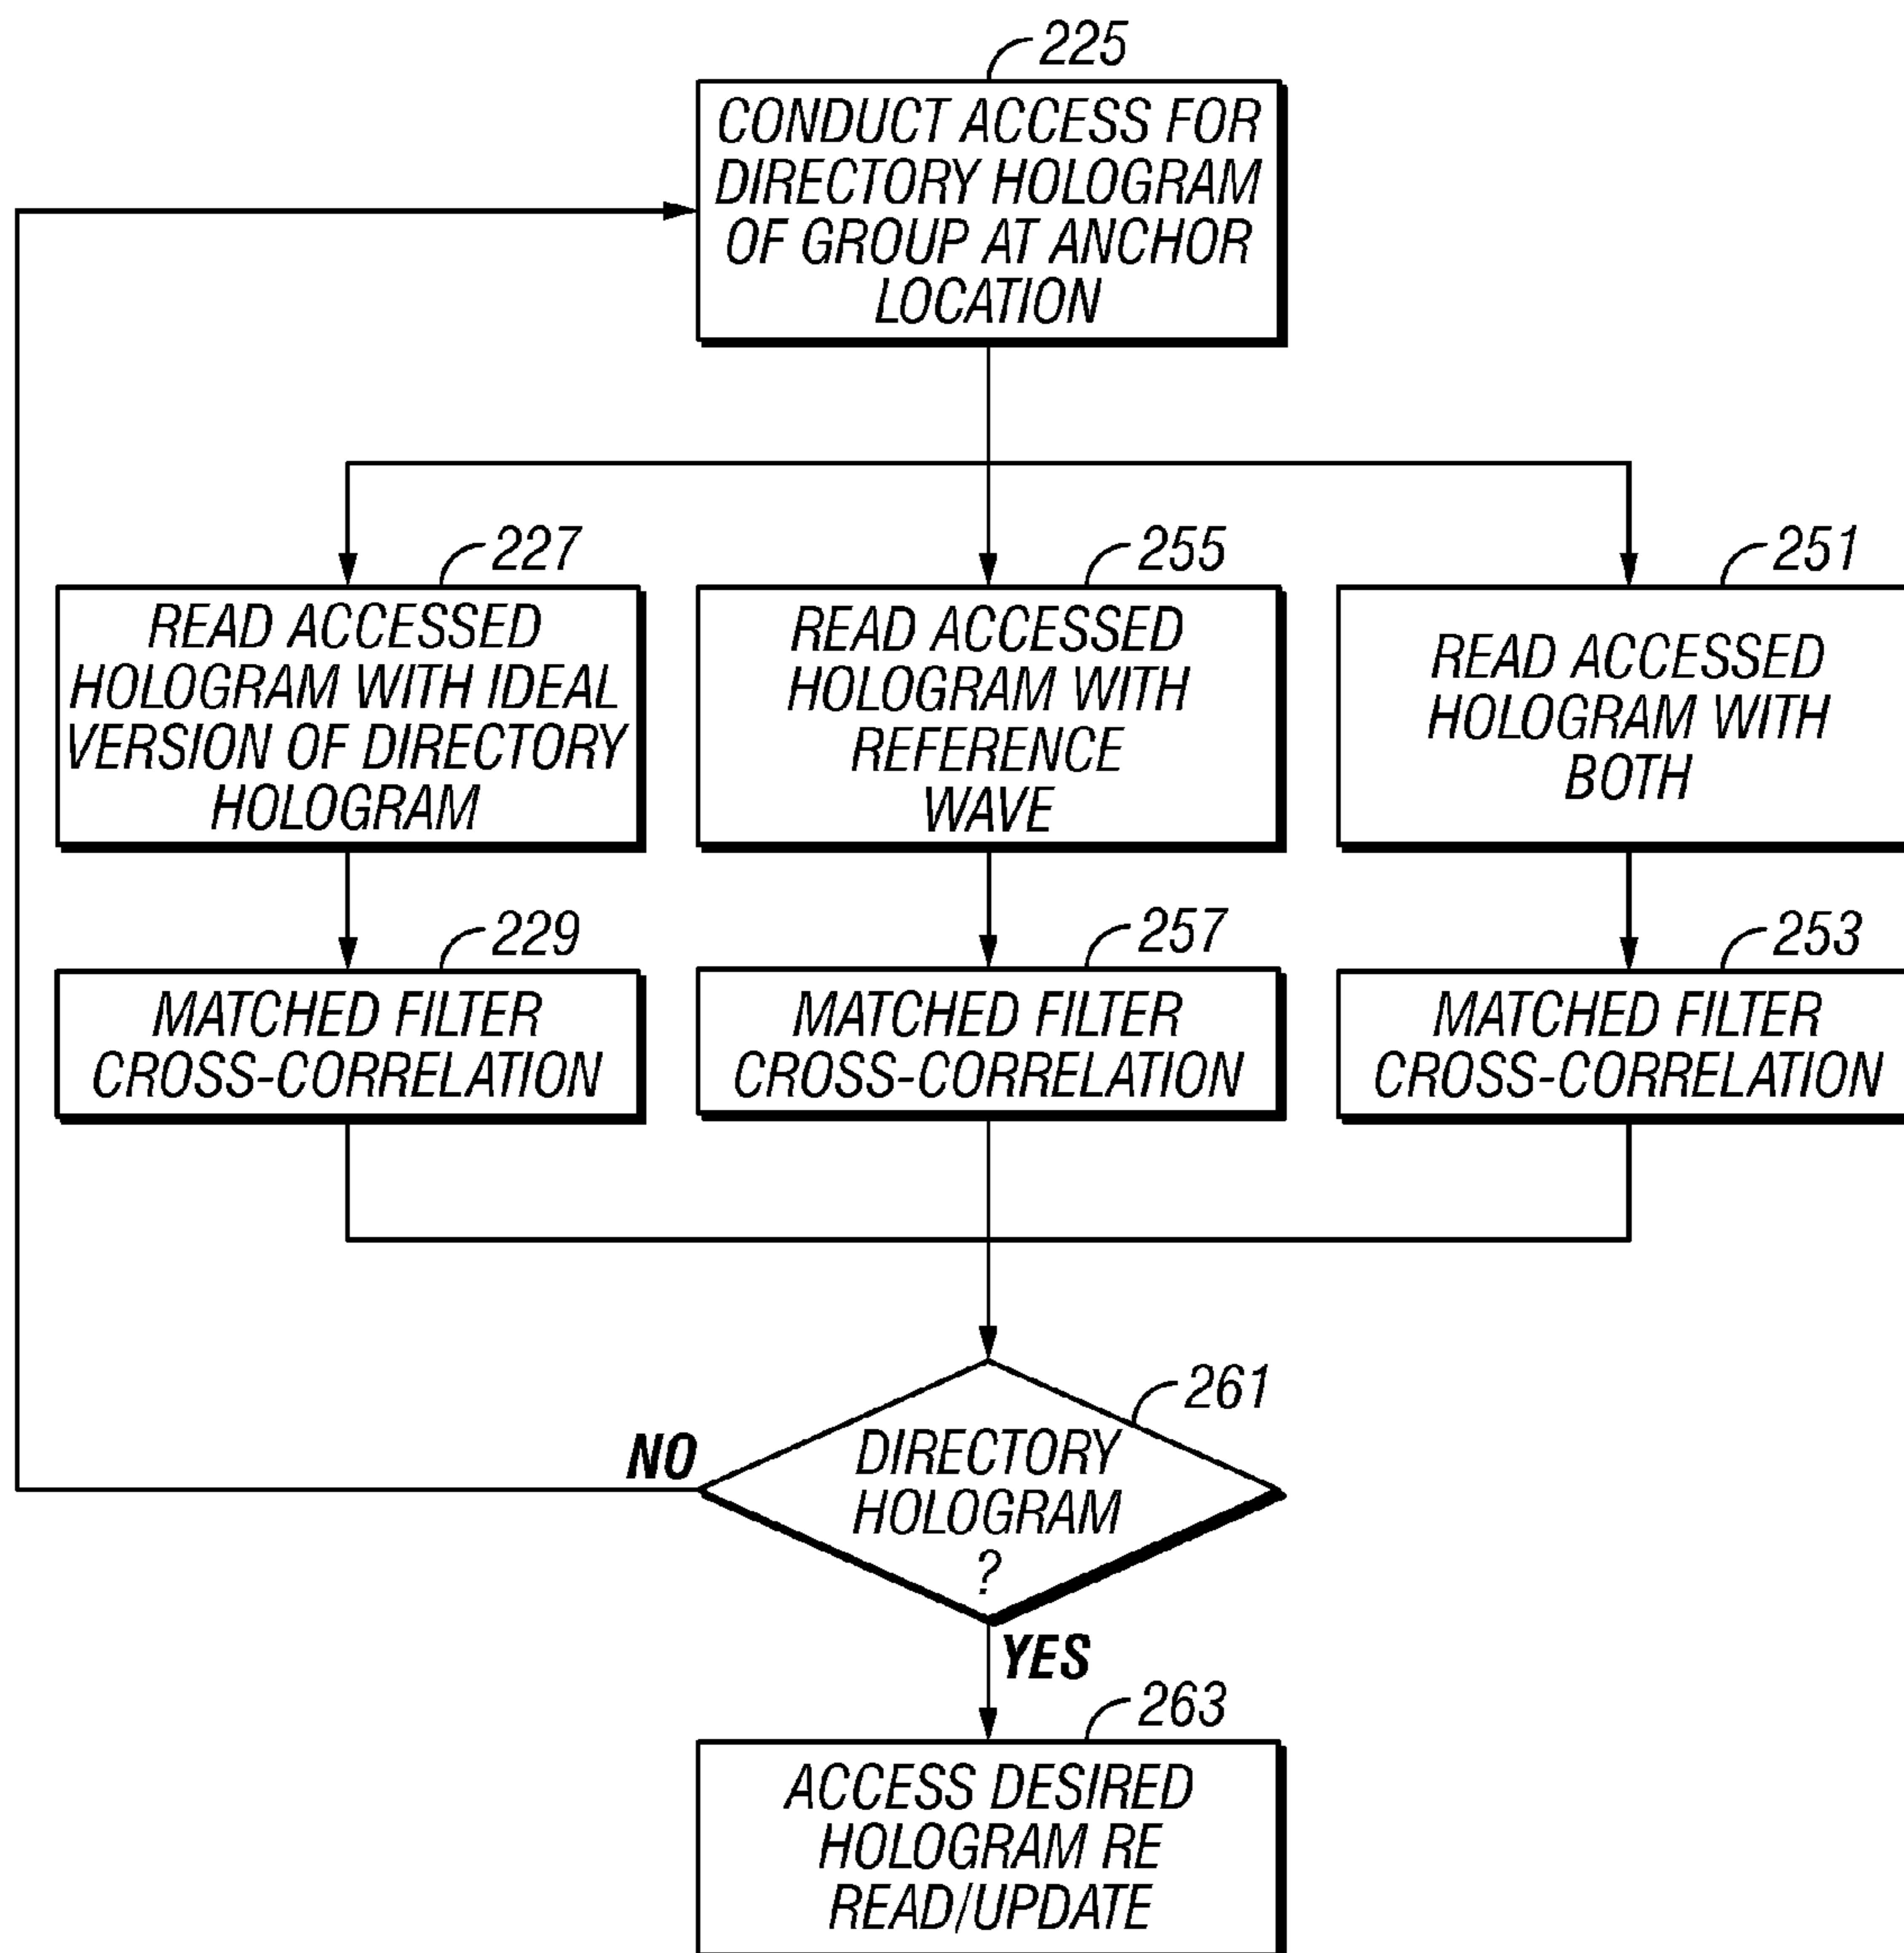 225
CONDUCT ACCESS FOR
DIRECTORY HOLOGRAM
OF GROUP AT ANCHOR
LOCATION
227
READ ACCESSED
HOLOGRAM WITH IDEAL
VERSION OF DIRECTORY
HOLOGRAM
255
READ ACCESSED
HOLOGRAM WITH
REFERENCE
WAVE
251
READ ACCESSED
HOLOGRAM WITH
BOTH
229
MATCHED FILTER
CROSS-CORRELATION
257
MATCHED FILTER
CROSS-CORRELATION
253
MATCHED FILTER
CROSS-CORRELATION
261
DIRECTORY
HOLOGRAM
?
NO
YES
263
ACCESS DESIRED
HOLOGRAM RE
READ/UPDATE